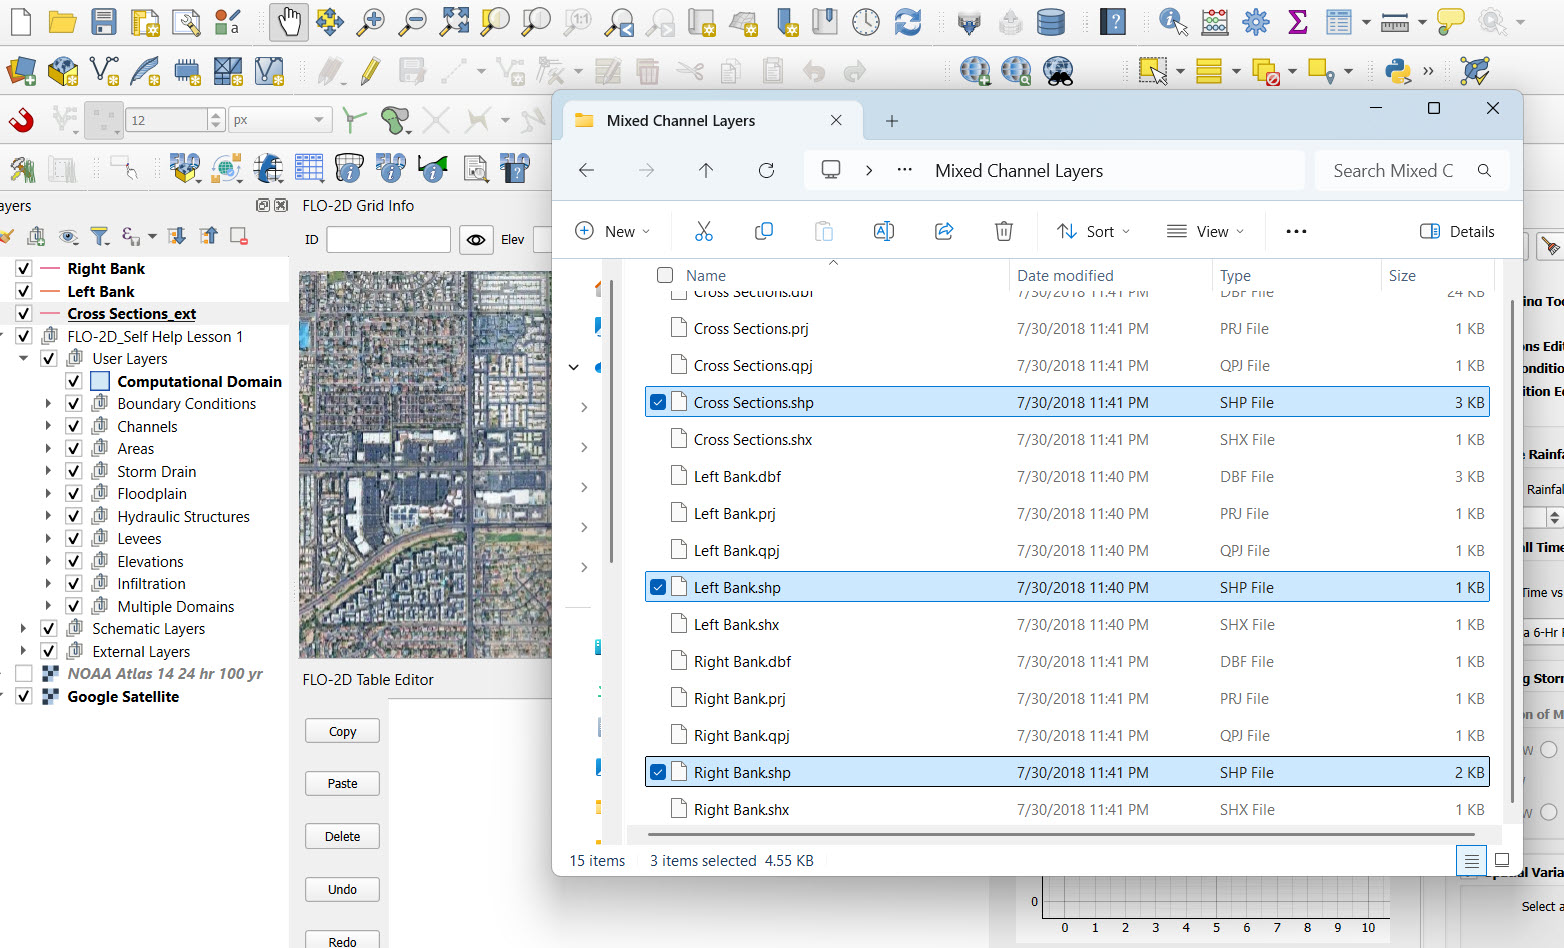 1:1
12
px
ayers
FLO-2D Grid Info
ID
Elev
Right Bank
Left Bank
Cross Sections_ext
FLO-2D_Self Help Lesson 1
User Layers
Computational Domain
Boundary Conditions
Channels
Areas
Storm Drain
Floodplain
Hydraulic Structures
Levees
Elevations
Infiltration
Multiple Domains
Schematic Layers
External Layers
NOAA Atlas 14 24 hr 100 yr
Google Satellite
FLO-2D Table Editor
Copy
Paste
Delete
Undo
Redo
Mixed Channel Layers
Mixed Channel Layers
Search Mixed C
New
Sort
View
Details
Name Date modified Type Size
Cross Sections.dbf 7/30/2018 11:41 PM DBF File 24 KB
Cross Sections.prj 7/30/2018 11:41 PM PRJ File 1 KB
Cross Sections.qpj 7/30/2018 11:41 PM QPJ File 1 KB
Cross Sections.shp 7/30/2018 11:41 PM SHP File 3 KB
Cross Sections.shx 7/30/2018 11:41 PM SHX File 1 KB
Left Bank.dbf 7/30/2018 11:40 PM DBF File 3 KB
Left Bank.prj 7/30/2018 11:40 PM PRJ File 1 KB
Left Bank.qpj 7/30/2018 11:40 PM QPJ File 1 KB
Left Bank.shp 7/30/2018 11:40 PM SHP File 1 KB
Left Bank.shx 7/30/2018 11:40 PM SHX File 1 KB
Right Bank.dbf 7/30/2018 11:41 PM DBF File 1 KB
Right Bank.prj 7/30/2018 11:41 PM PRJ File 1 KB
Right Bank.qpj 7/30/2018 11:41 PM QPJ File 1 KB
Right Bank.shp 7/30/2018 11:41 PM SHP File 2 KB
Right Bank.shx 7/30/2018 11:41 PM SHX File 1 KB
15 items 3 items selected 4.55 KB
ing Too
ons Edit
onditio
ition Ed
e Rainfa
Rainfal
ll Time
Time vs
a 6-Hr F
g Storn
n of M
w
w
patial Varia
Select a
0
0 1 2 3 4 5 6 7 8 9 10